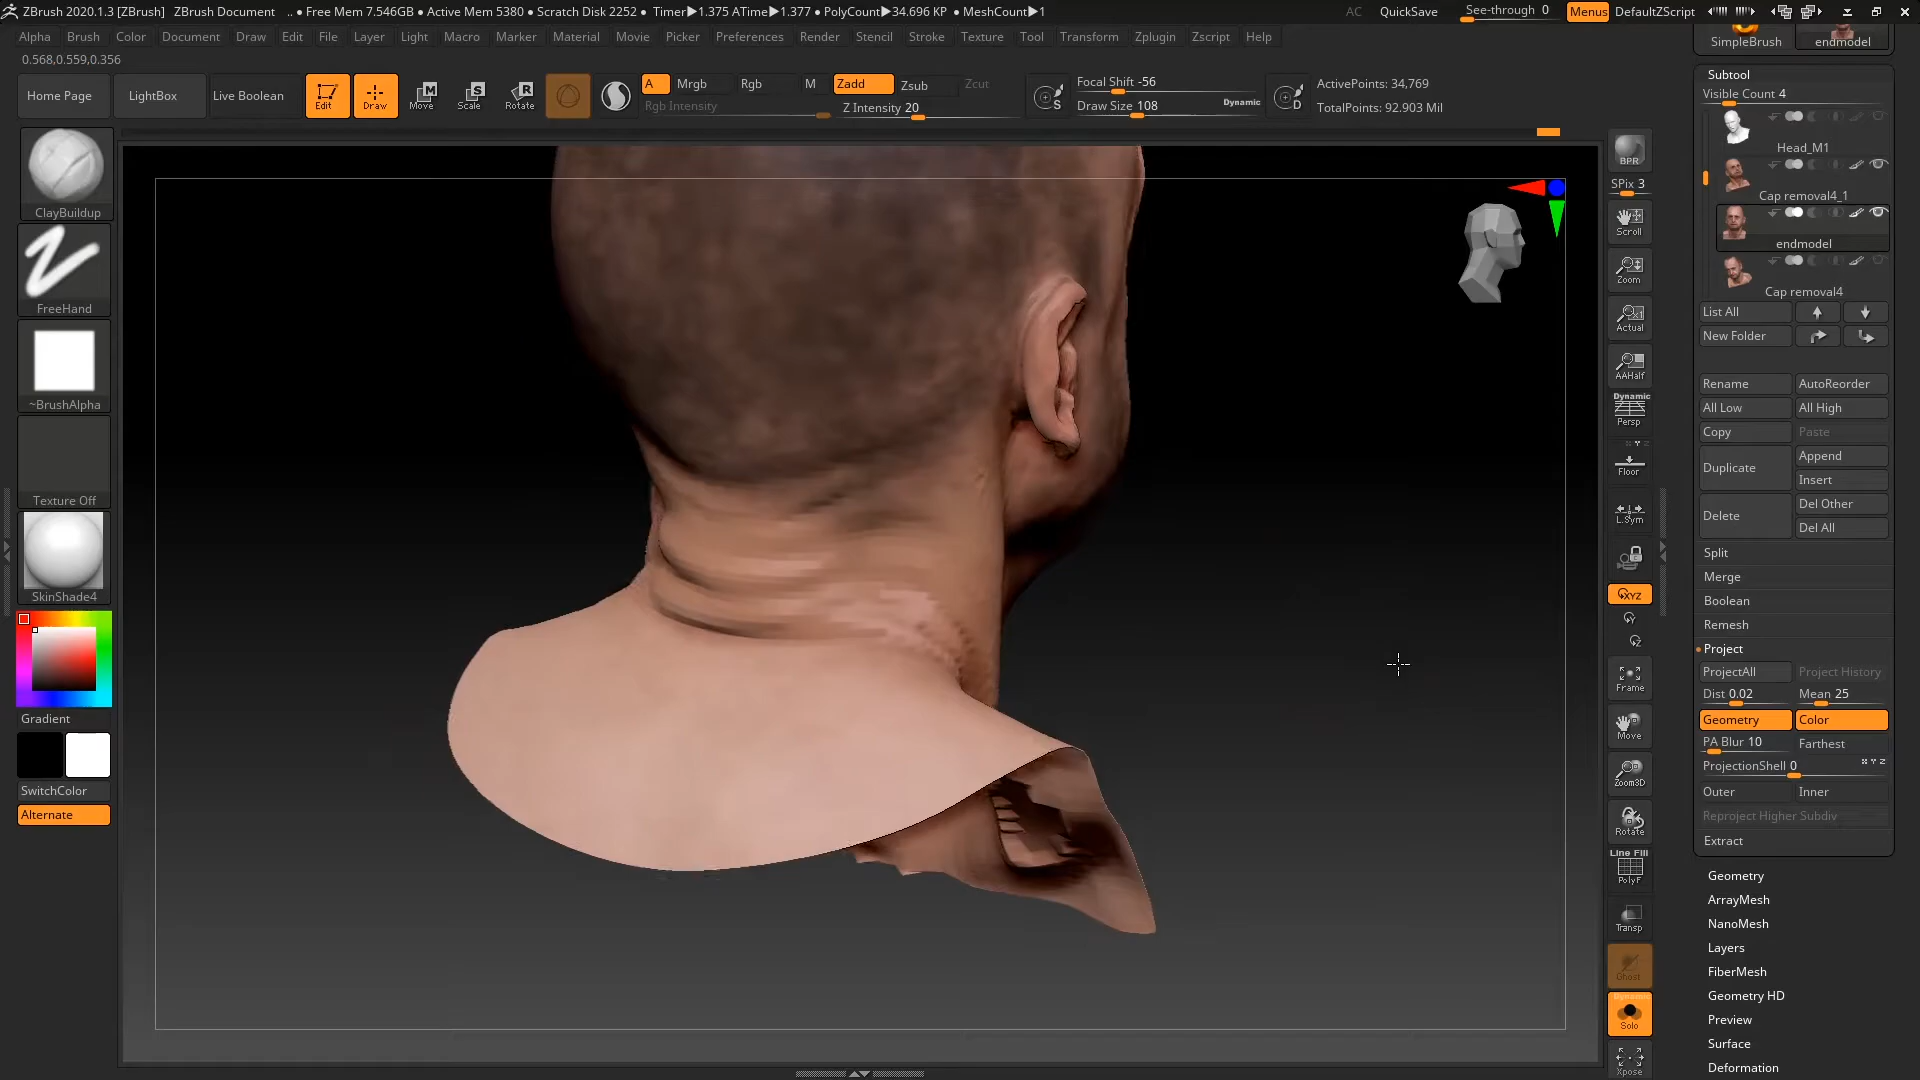 ZBrush 2020.1.3 [ZBrush] ZBrush Document .. • Free Mem 7.546GB • Active Mem 5380 • Scratch Disk 2252 • Timer▶1.375 ATime▶1.377 • PolyCount▶34.696 KP • MeshCount▶1 AC QuickSave See-through 0 Menus DefaultZScript
Alpha Brush Color Document Draw Edit File Layer Light Macro Marker Material Movie Picker Preferences Render Stencil Stroke Texture Tool Transform Zplugin Zscript Help
0.568,0.559,0.356
Home Page LightBox Live Boolean Edit Draw Move Scale Rotate A Mrgb Rgb M Zadd Zsub Zcut
Rgb Intensity Z Intensity 20
Focal Shift -56
Draw Size 108 Dynamic
ActivePoints: 34,769
TotalPoints: 92.903 Mil
ClayBuildup
FreeHand
~BrushAlpha
Texture Off
SkinShade4
Gradient
SwitchColor
Alternate
BPR
SPix 3
Scroll
Zoom
Actual
AAHalf
Dynamic
Persp
Floor
L.Sym
XYZ
Frame
Move
Zoom3D
Rotate
Line Fill
PolyF
Transp
Ghost
Dynamic
Solo
Xpose
SimpleBrush endmodel
Subtool
Visible Count 4
Head_M1
Cap removal4_1
endmodel
Cap removal4
List All
New Folder
Rename AutoReorder
All Low All High
Copy Paste
Duplicate Append
Insert
Delete Del Other
Del All
Split
Merge
Boolean
Remesh
Project
ProjectAll Project History
Dist 0.02 Mean 25
Geometry Color
PA Blur 10 Farthest
ProjectionShell 0 X Y Z
Outer Inner
Reproject Higher Subdiv
Extract
Geometry
ArrayMesh
NanoMesh
Layers
FiberMesh
Geometry HD
Preview
Surface
Deformation